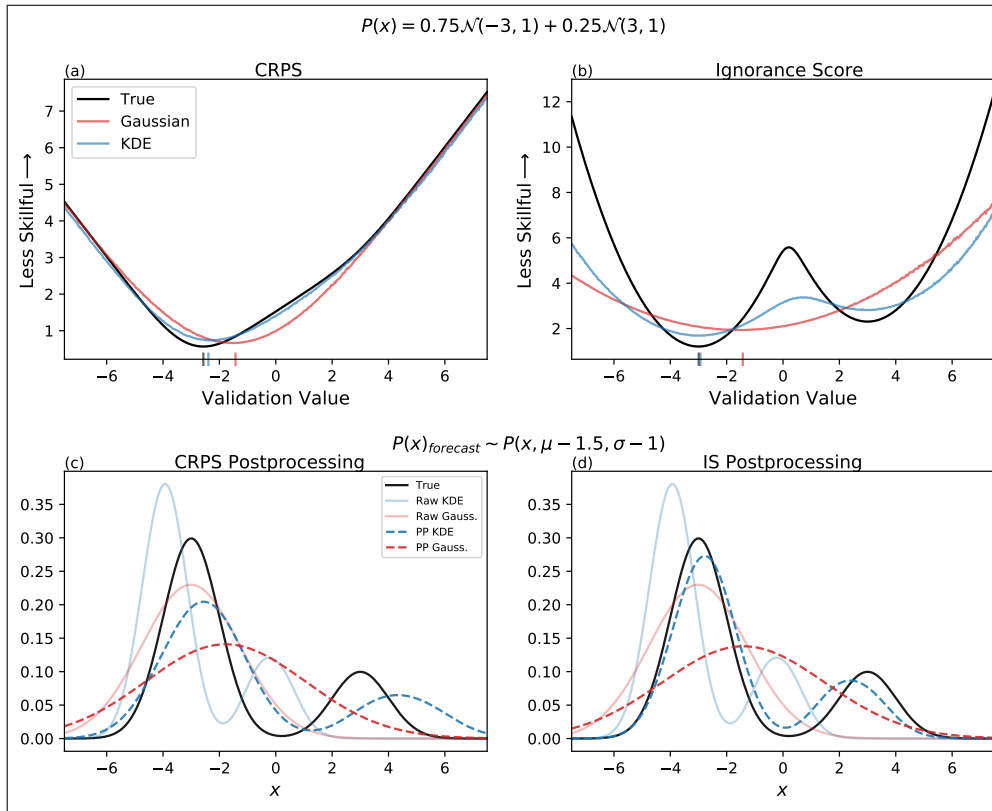 P(x) = 0.75𝒩(−3, 1) + 0.25𝒩(3, 1)
(a) CRPS
True
Gaussian
KDE
Less Skillful ⟶
7
6
5
4
3
2
1
−6 −4 −2 0 2 4 6
Validation Value
(b) Ignorance Score
Less Skillful ⟶
12
10
8
6
4
2
−6 −4 −2 0 2 4 6
Validation Value
P(x)forecast ~ P(x, μ − 1.5, σ − 1)
(c) CRPS Postprocessing
True
Raw KDE
Raw Gauss.
PP KDE
PP Gauss.
0.35
0.30
0.25
0.20
0.15
0.10
0.05
0.00
−6 −4 −2 0 2 4 6
x
(d) IS Postprocessing
0.35
0.30
0.25
0.20
0.15
0.10
0.05
0.00
−6 −4 −2 0 2 4 6
x